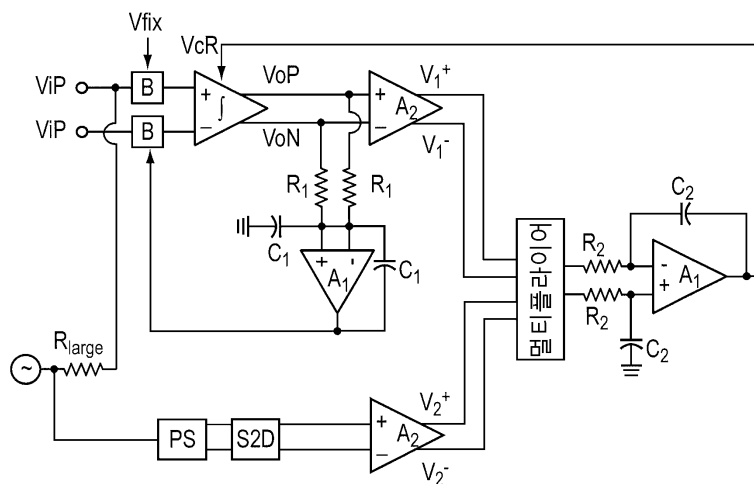 Vfix
VcR
ViP
B
+
−
∫
VoP
VoN
+
−
A2
V1+
V1-
ViP
B
R1
R1
C1
+
-
A1
C1
멀티플라이어
R2
R2
C2
-
+
A1
C2
Rlarge
~
PS
S2D
+
−
A2
V2+
V2-